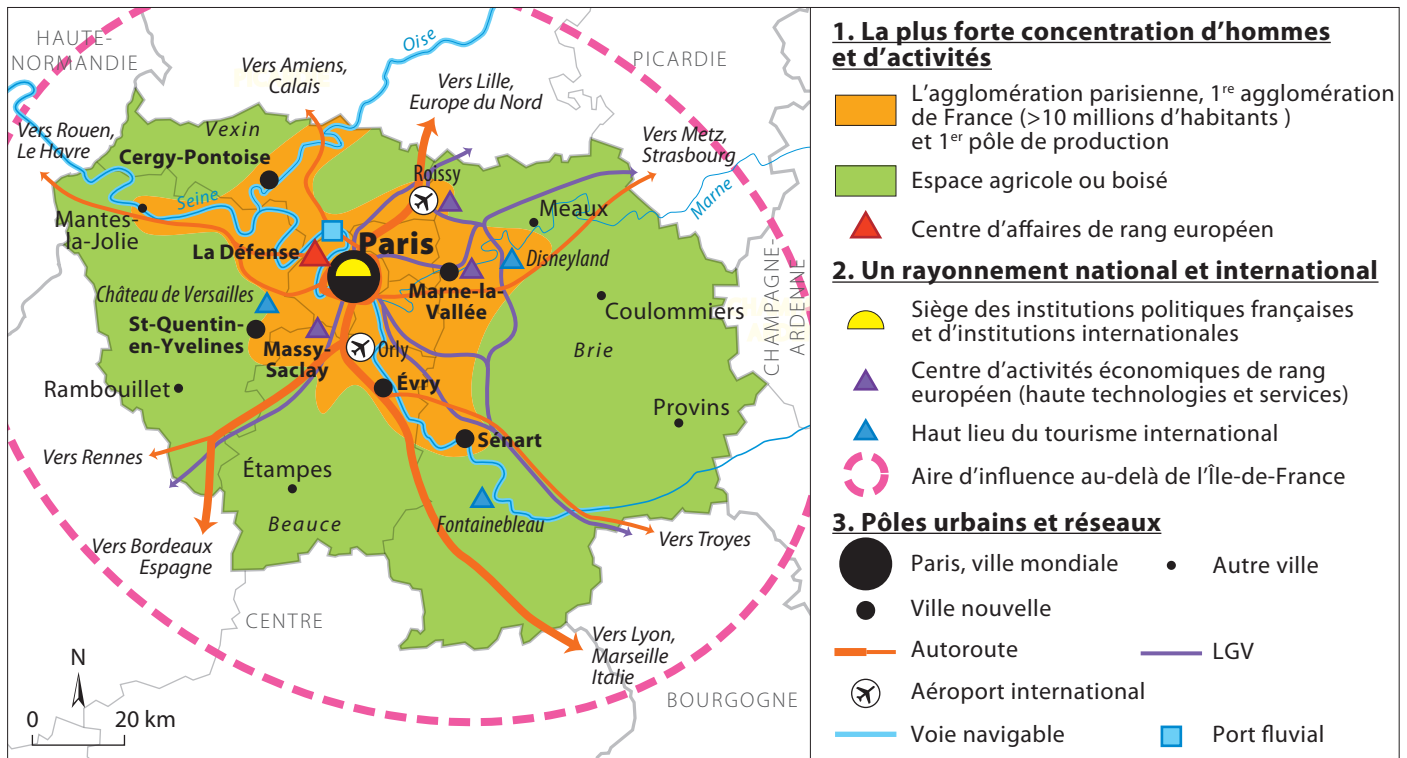 HAUTE-
NORMANDIE
Oise
PICARDIE
Vers Amiens,
Calais
Vers Lille,
Europe du Nord
Vers Rouen,
Le Havre
Vexin
Vers Metz,
Strasbourg
Cergy-Pontoise
Roissy
Seine
Marne
Mantes-
la-Jolie
Meaux
Paris
La Défense
Disneyland
Château de Versailles
Marne-la-
Vallée
Coulommiers
CHAMPAGNE-
ARDENNE
St-Quentin-
en-Yvelines
Massy-
Saclay
Orly
Brie
Rambouillet
Évry
Provins
Sénart
Vers Rennes
Étampes
Beauce
Fontainebleau
Vers Troyes
Vers Bordeaux
Espagne
CENTRE
Vers Lyon,
Marseille
Italie
BOURGOGNE
N
0 20 km
1. La plus forte concentration d’hommes
et d’activités
L’agglomération parisienne, 1re agglomération
de France (>10 millions d’habitants )
et 1er pôle de production
Espace agricole ou boisé
Centre d’affaires de rang européen
2. Un rayonnement national et international
Siège des institutions politiques françaises
et d’institutions internationales
Centre d’activités économiques de rang
européen (haute technologies et services)
Haut lieu du tourisme international
Aire d’influence au-delà de l’Île-de-France
3. Pôles urbains et réseaux
Paris, ville mondiale
Autre ville
Ville nouvelle
Autoroute
LGV
Aéroport international
Voie navigable
Port fluvial